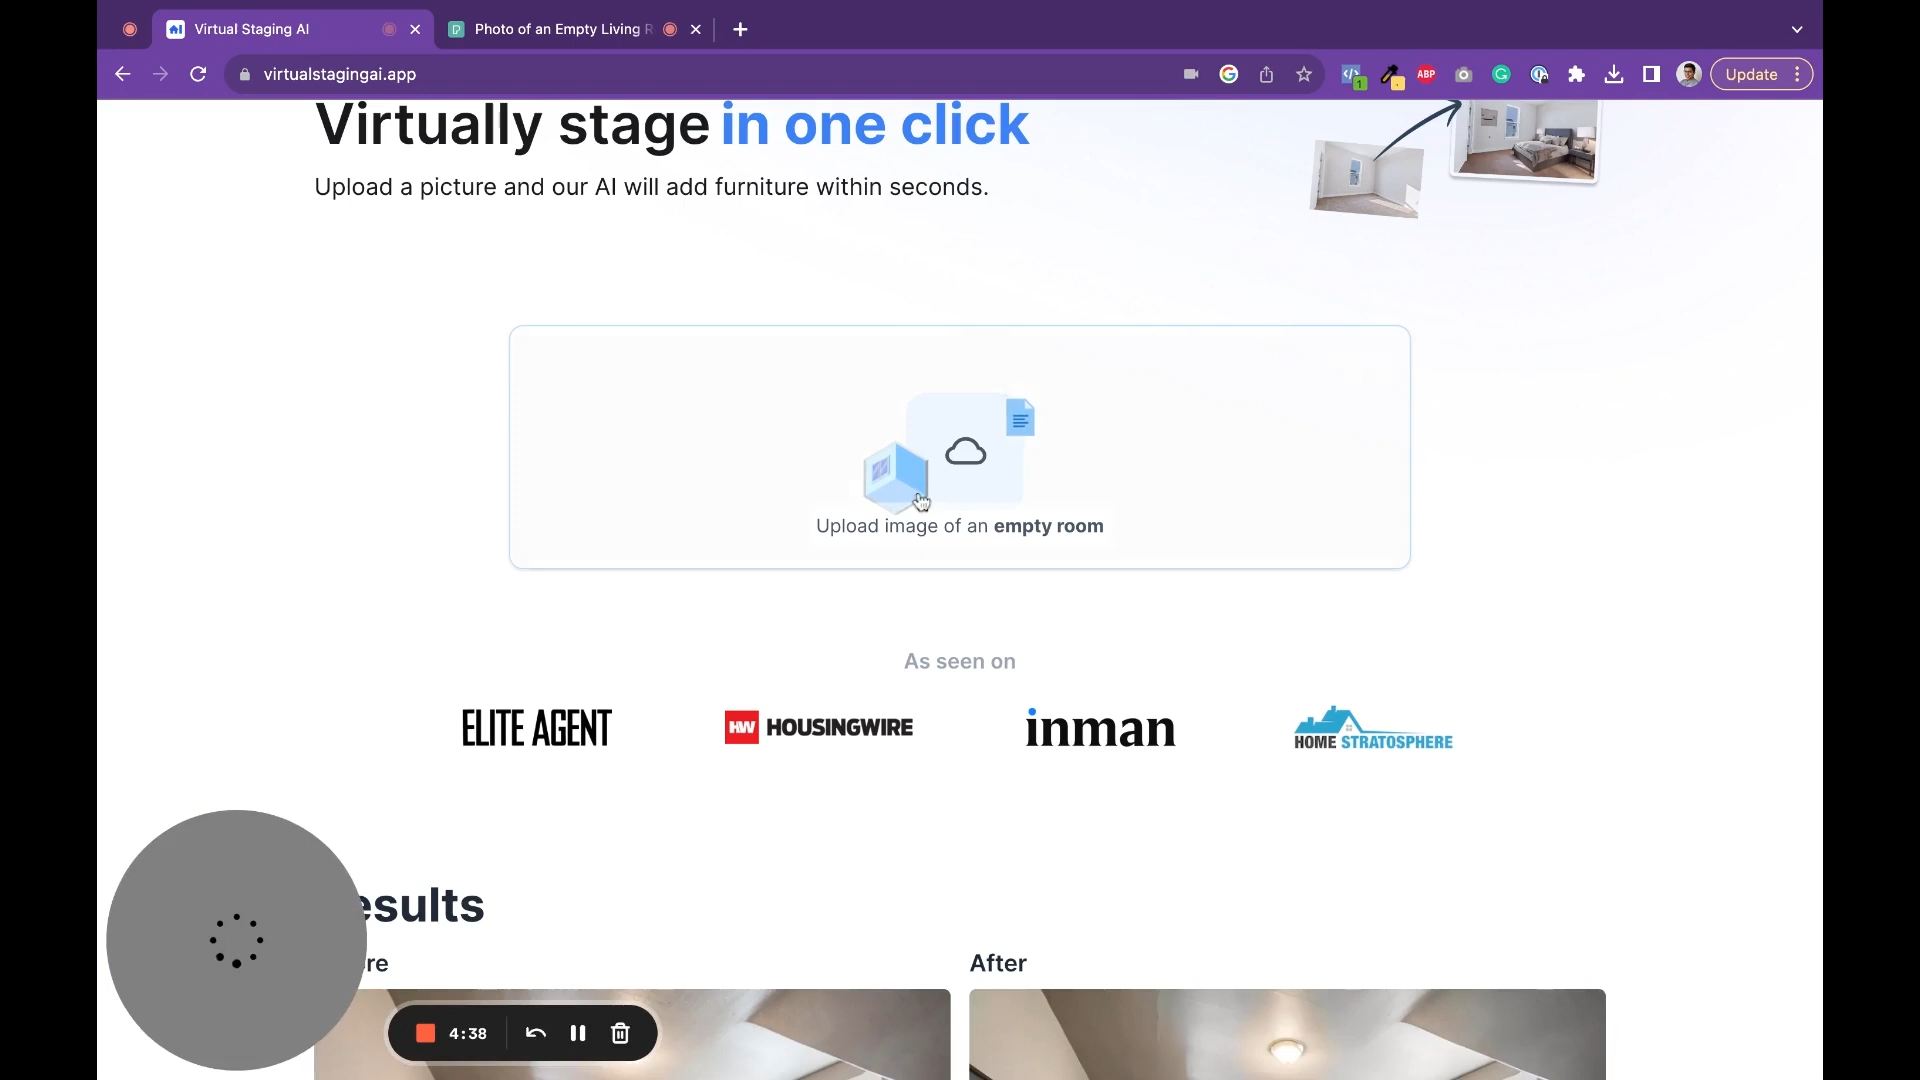 Virtual Staging AI
Photo of an Empty Living R
virtualstagingai.app
1
ABP
Update
Virtually stage in one click
Upload a picture and our AI will add furniture within seconds.
Upload image of an empty room
As seen on
ELITE AGENT
HW HOUSINGWIRE
inman
HOME STRATOSPHERE
esults
re
After
4:38